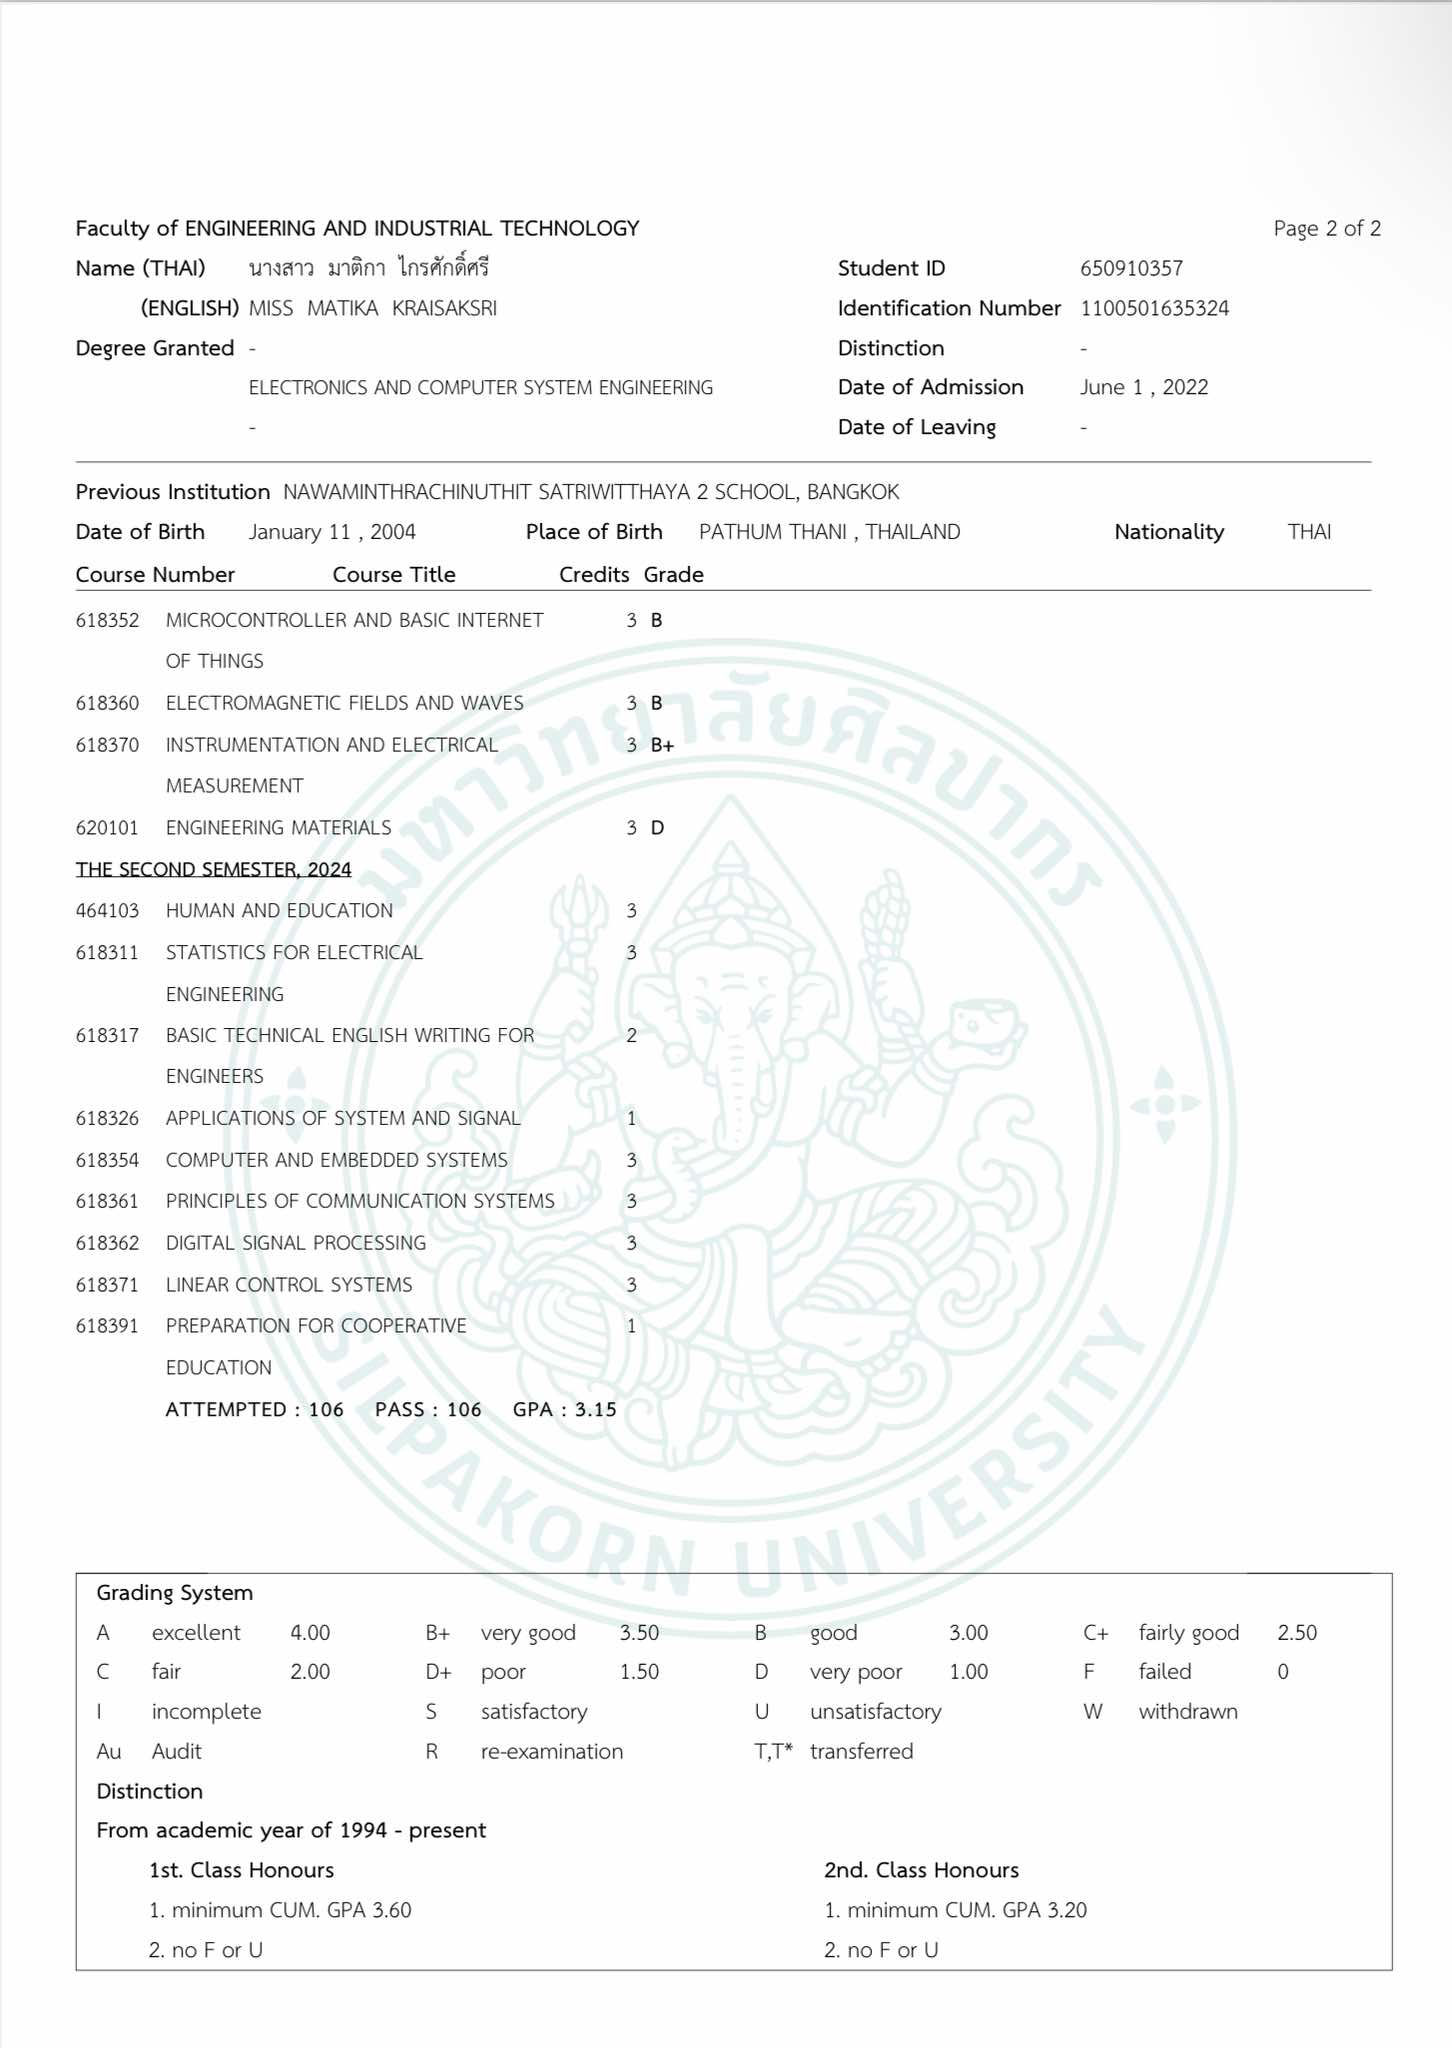 Faculty of ENGINEERING AND INDUSTRIAL TECHNOLOGY Page 2 of 2
Name (THAI) นางสาว มาติกา ไกรศักดิ์ศรี Student ID 650910357
(ENGLISH) MISS MATIKA KRAISAKSRI Identification Number 1100501635324
Degree Granted - Distinction -
ELECTRONICS AND COMPUTER SYSTEM ENGINEERING Date of Admission June 1 , 2022
- Date of Leaving -
Previous Institution NAWAMINTHRACHINUTHIT SATRIWITTHAYA 2 SCHOOL, BANGKOK
Date of Birth January 11 , 2004 Place of Birth PATHUM THANI , THAILAND Nationality THAI
Course Number Course Title Credits Grade
618352 MICROCONTROLLER AND BASIC INTERNET 3 B
OF THINGS
618360 ELECTROMAGNETIC FIELDS AND WAVES 3 B
618370 INSTRUMENTATION AND ELECTRICAL 3 B+
MEASUREMENT
620101 ENGINEERING MATERIALS 3 D
THE SECOND SEMESTER, 2024
464103 HUMAN AND EDUCATION 3
618311 STATISTICS FOR ELECTRICAL 3
ENGINEERING
618317 BASIC TECHNICAL ENGLISH WRITING FOR 2
ENGINEERS
618326 APPLICATIONS OF SYSTEM AND SIGNAL 1
618354 COMPUTER AND EMBEDDED SYSTEMS 3
618361 PRINCIPLES OF COMMUNICATION SYSTEMS 3
618362 DIGITAL SIGNAL PROCESSING 3
618371 LINEAR CONTROL SYSTEMS 3
618391 PREPARATION FOR COOPERATIVE 1
EDUCATION
ATTEMPTED : 106 PASS : 106 GPA : 3.15
มหาวิทยาลัยศิลปากร
SILPAKORN UNIVERSITY
Grading System
A excellent 4.00 B+ very good 3.50 B good 3.00 C+ fairly good 2.50
C fair 2.00 D+ poor 1.50 D very poor 1.00 F failed 0
I incomplete S satisfactory U unsatisfactory W withdrawn
Au Audit R re-examination T,T* transferred
Distinction
From academic year of 1994 - present
1st. Class Honours 2nd. Class Honours
1. minimum CUM. GPA 3.60 1. minimum CUM. GPA 3.20
2. no F or U 2. no F or U